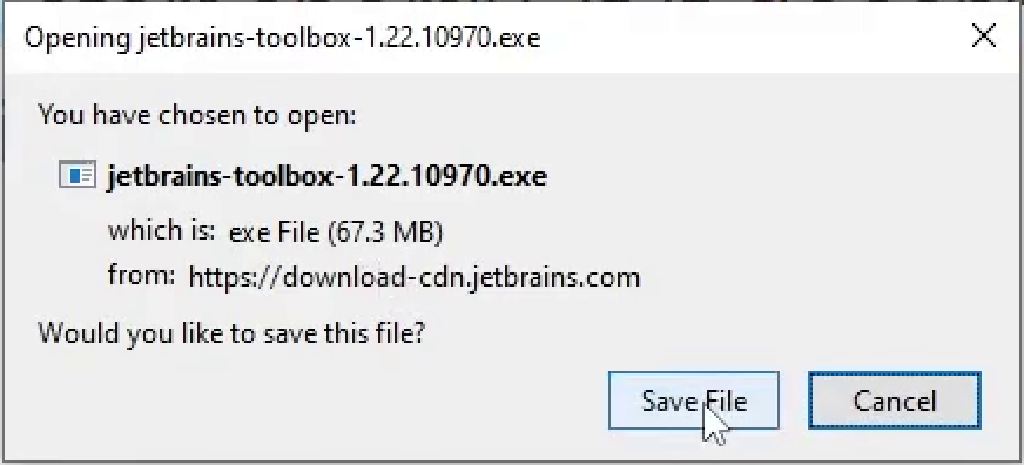 Opening jetbrains-toolbox-1.22.10970.exe
You have chosen to open:
jetbrains-toolbox-1.22.10970.exe
which is: exe File (67.3 MB)
from: https://download-cdn.jetbrains.com
Would you like to save this file?
Save File
Cancel